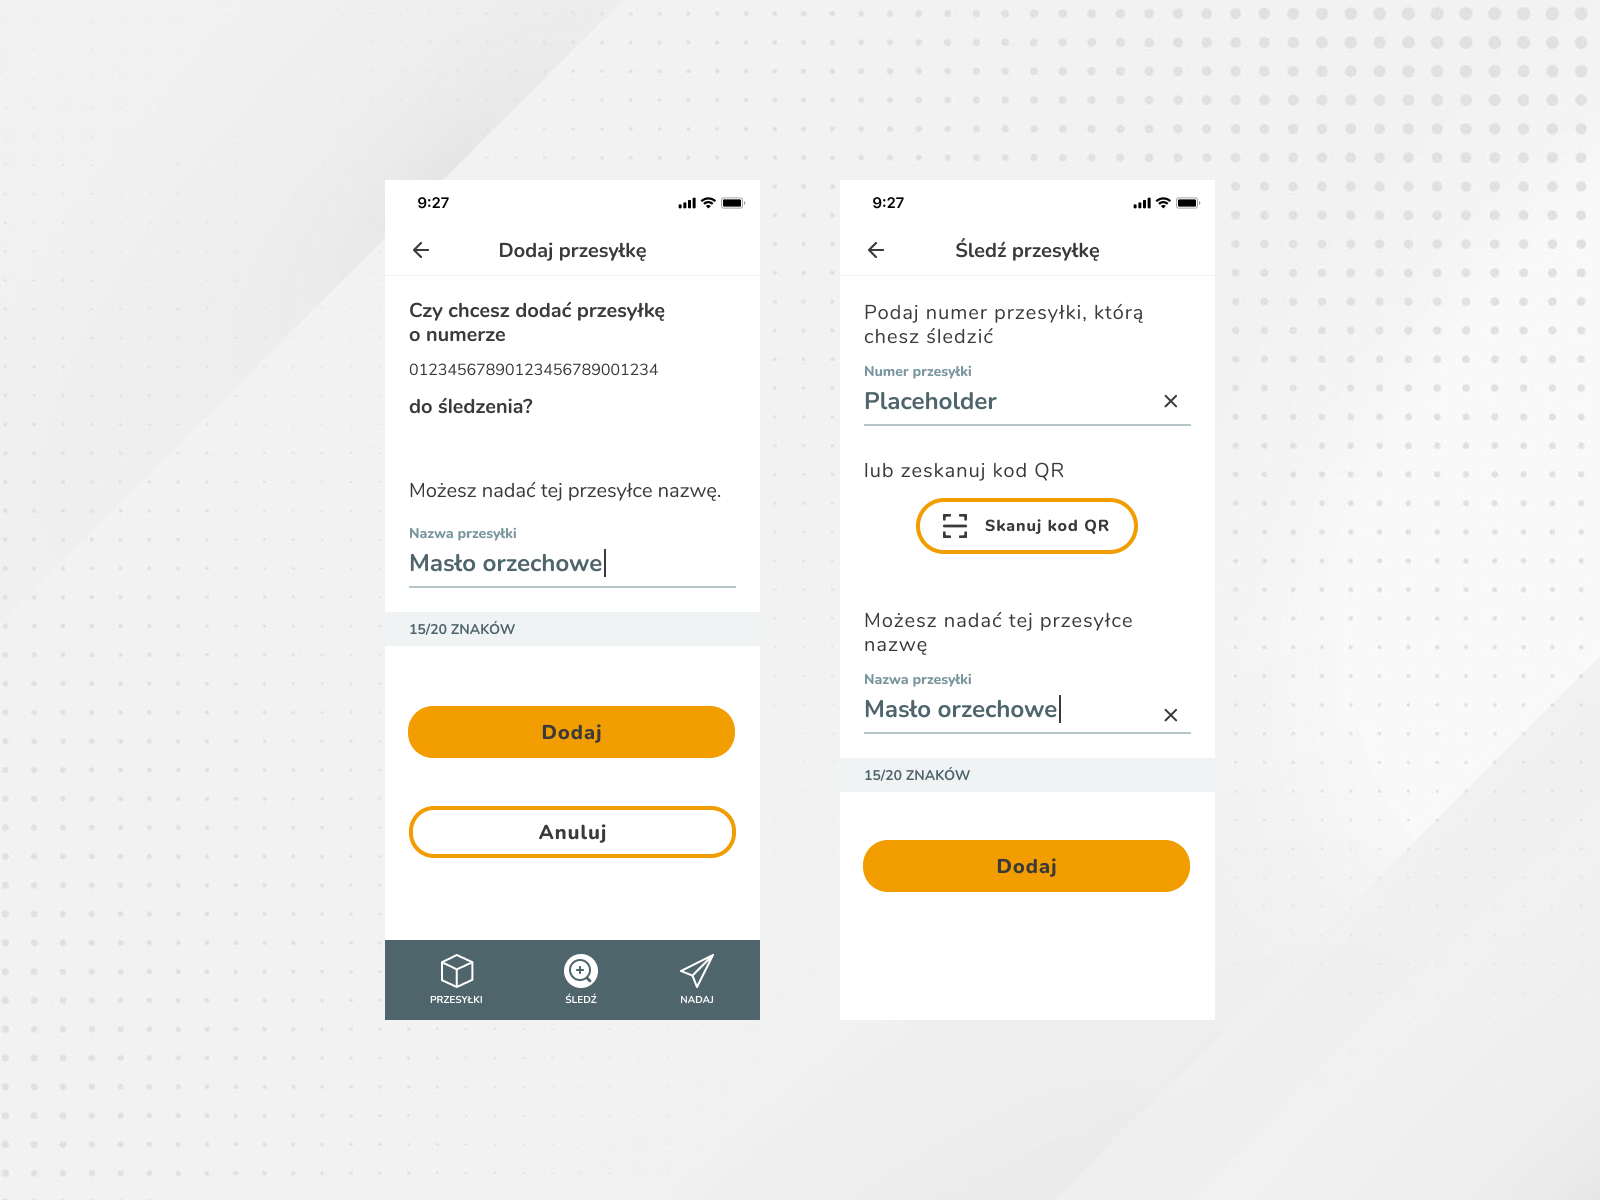 9:27
Dodaj przesyłkę
Czy chcesz dodać przesyłkę
o numerze
01234567890123456789001234
do śledzenia?
Możesz nadać tej przesyłce nazwę.
Nazwa przesyłki
Masło orzechowe
15/20 ZNAKÓW
Dodaj
Anuluj
PRZESYŁKI
ŚLEDŹ
NADAJ
9:27
Śledź przesyłkę
Podaj numer przesyłki, którą
chesz śledzić
Numer przesyłki
Placeholder
lub zeskanuj kod QR
Skanuj kod QR
Możesz nadać tej przesyłce
nazwę
Nazwa przesyłki
Masło orzechowe
15/20 ZNAKÓW
Dodaj